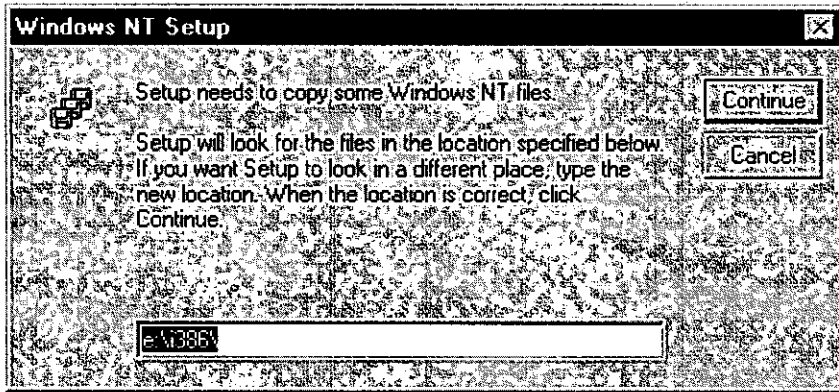 Windows NT Setup
Setup needs to copy some Windows NT files.
Setup will look for the files in the location specified below.
If you want Setup to look in a different place, type the
new location. When the location is correct, click
Continue.
Continue
Cancel
e:\i386\